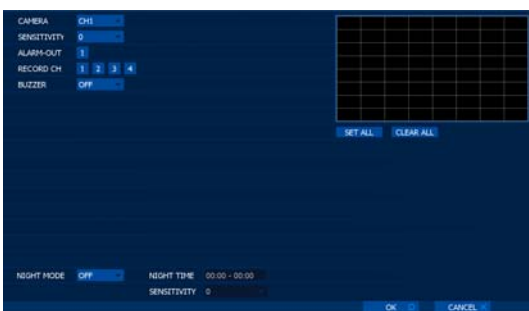 CAMERA CH1
SENSITIVITY 0
ALARM-OUT 1
RECORD CH 1 2 3 4
BUZZER OFF
SET ALL CLEAR ALL
NIGHT MODE OFF NIGHT TIME 00:00 - 00:00
SENSITIVITY 0
OK CANCEL